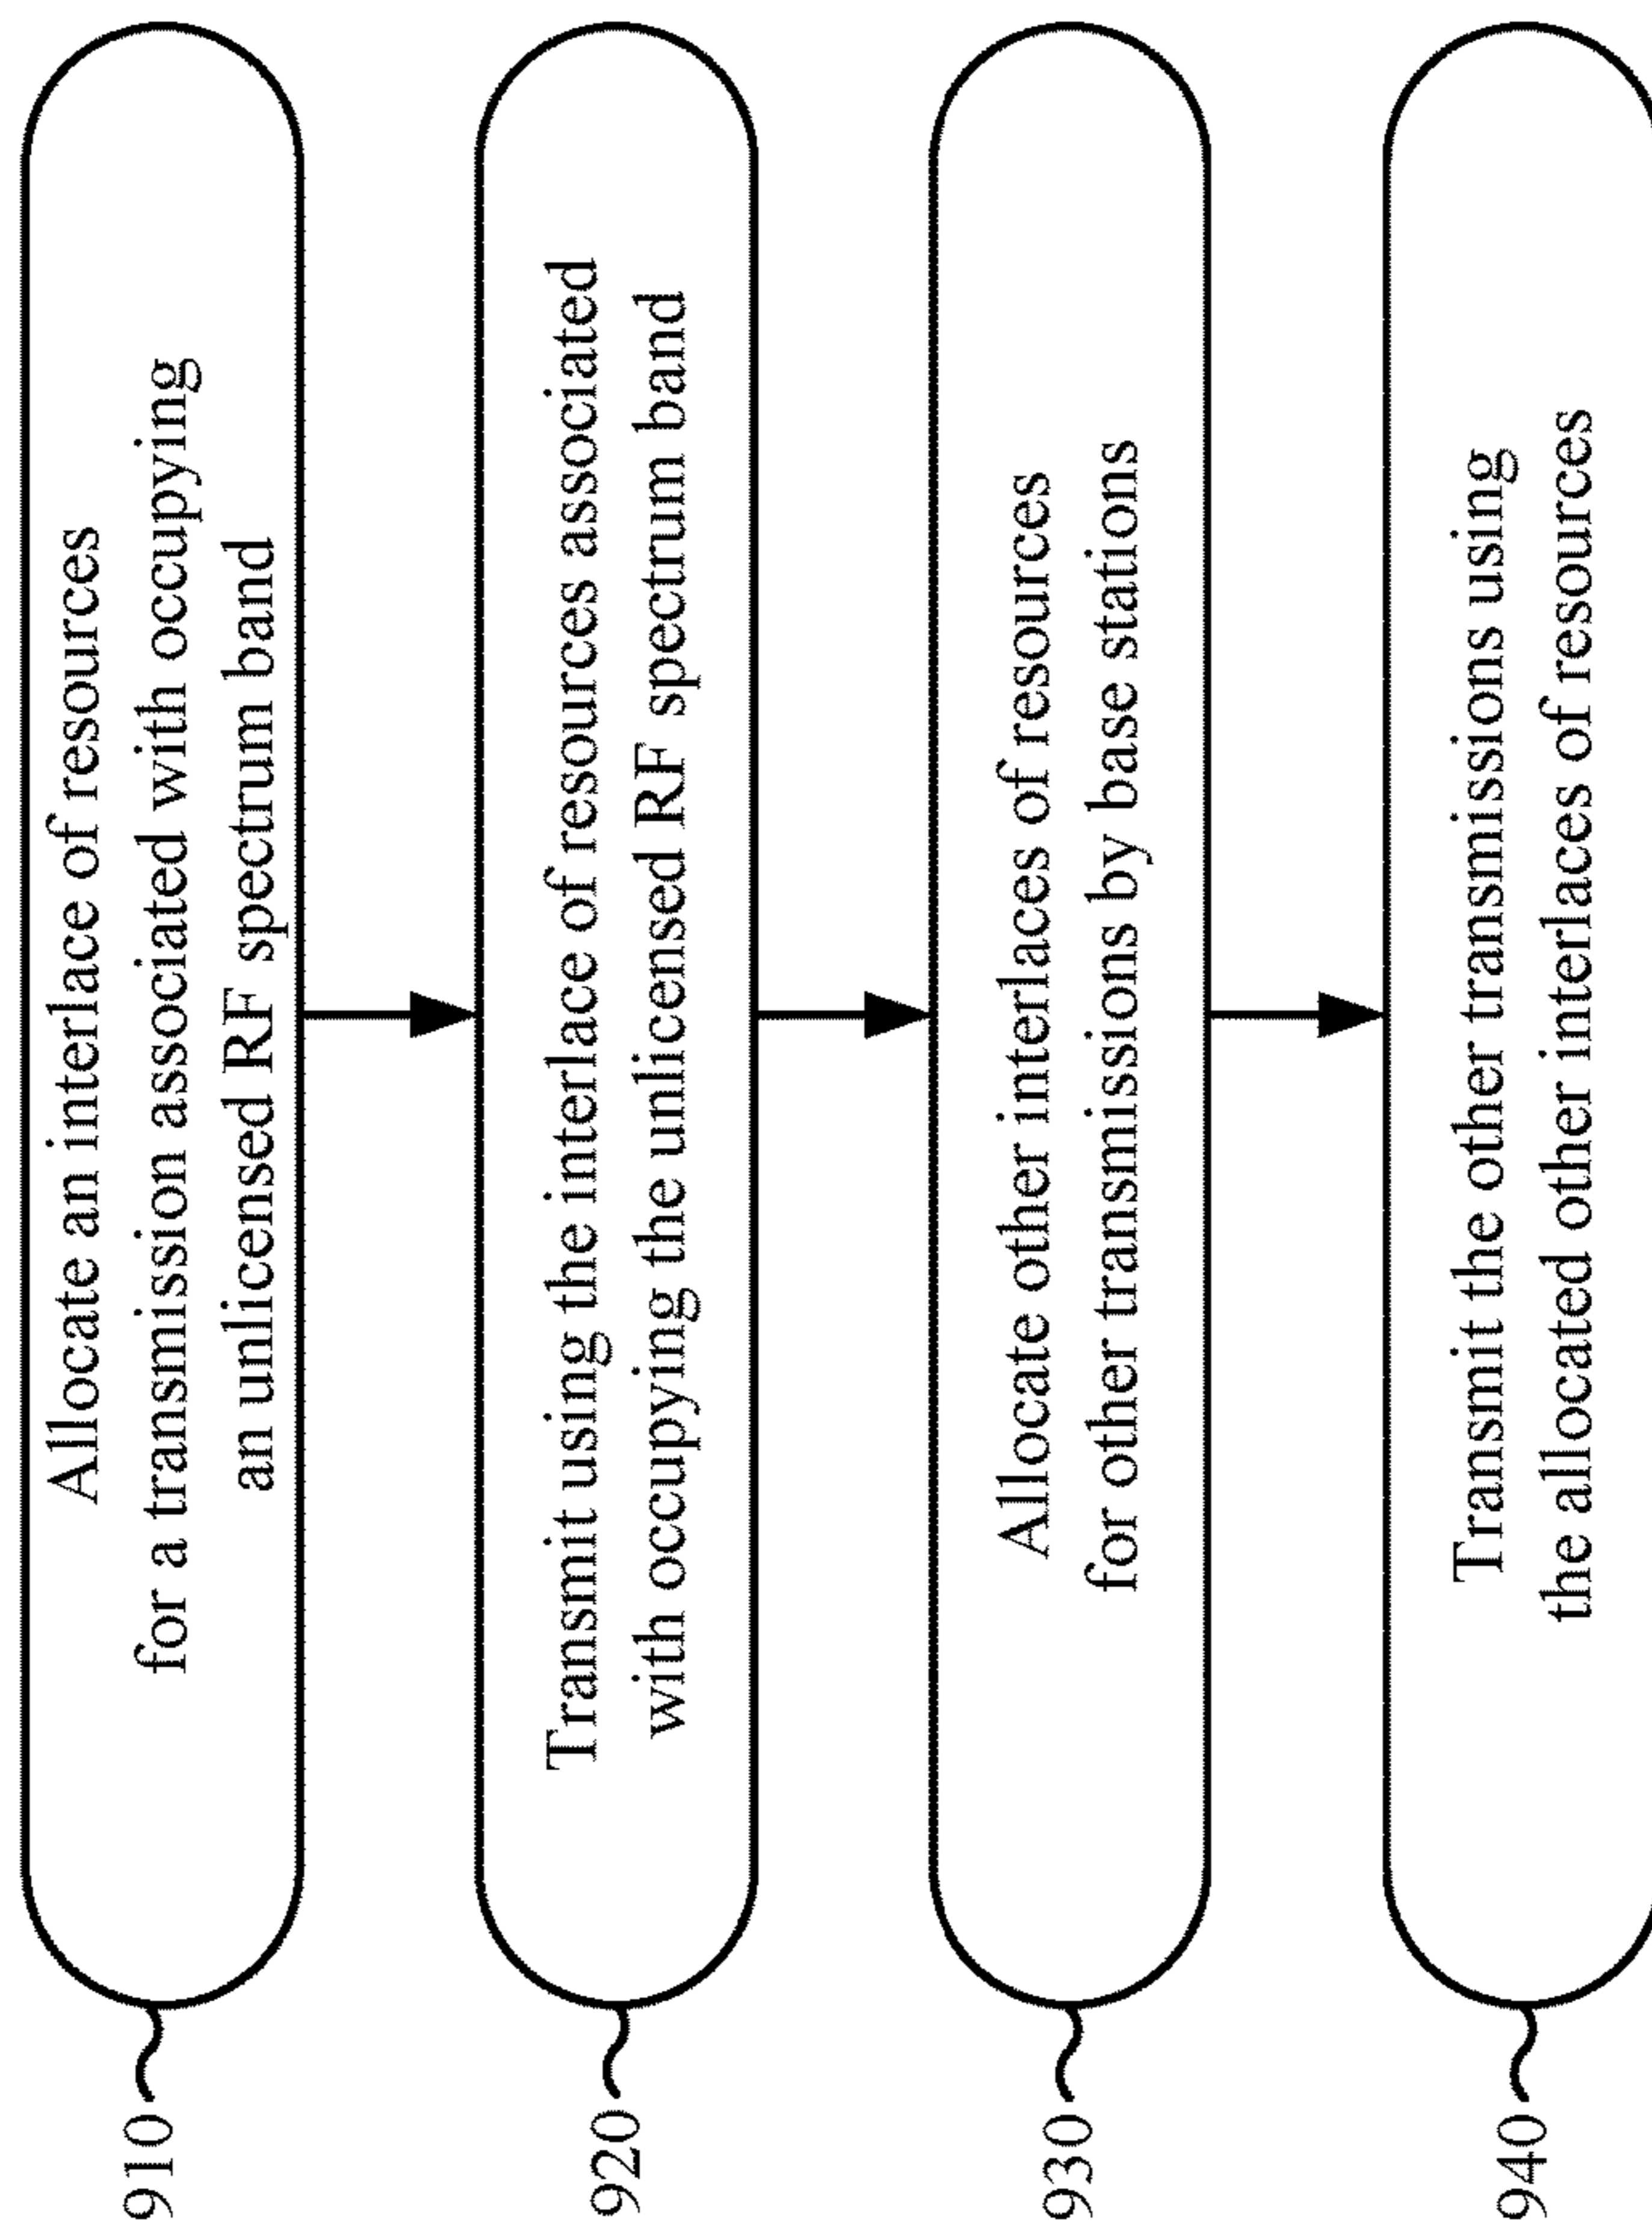 910
Allocate an interlace of resources
for a transmission associated with occupying
an unlicensed RF spectrum band
920
Transmit using the interlace of resources associated
with occupying the unlicensed RF spectrum band
930
Allocate other interlaces of resources
for other transmissions by base stations
940
Transmit the other transmissions using
the allocated other interlaces of resources